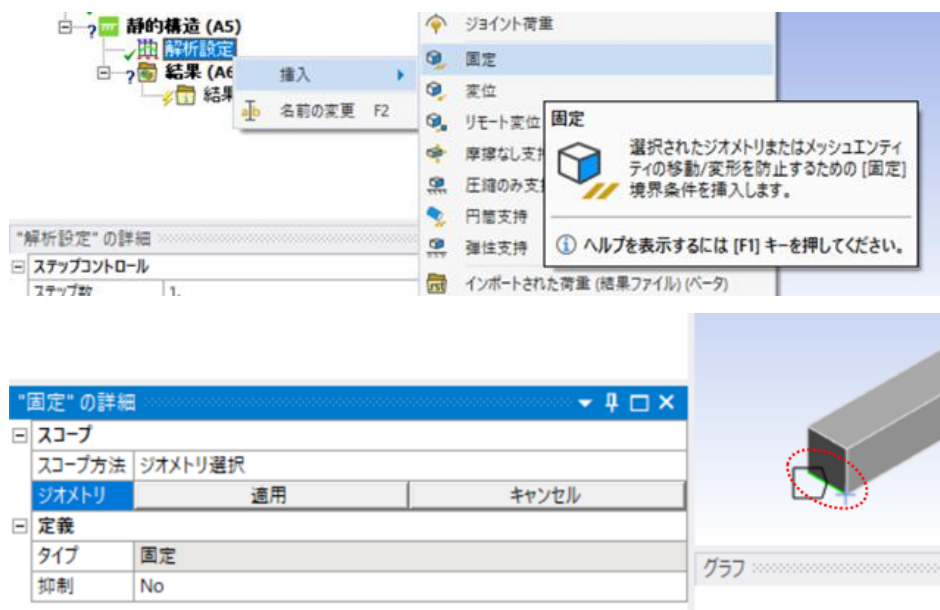 静的構造 (A5)
解析設定
結果 (A6
結果
挿入
名前の変更 F2
ジョイント荷重
固定
変位
リモート変位
摩擦なし支持
圧縮のみ支
円筒支持
弾性支持
インポートされた荷重 (結果ファイル) (ベータ)
固定
選択されたジオメトリまたはメッシュエンティ
ティの移動/変形を防止するための [固定]
境界条件を挿入します。
ヘルプを表示するには [F1] キーを押してください。
"解析設定" の詳細
ステップコントロール
ステップ数 1.
"固定" の詳細
スコープ
スコープ方法 ジオメトリ選択
ジオメトリ 適用 キャンセル
定義
タイプ 固定
抑制 No
グラフ